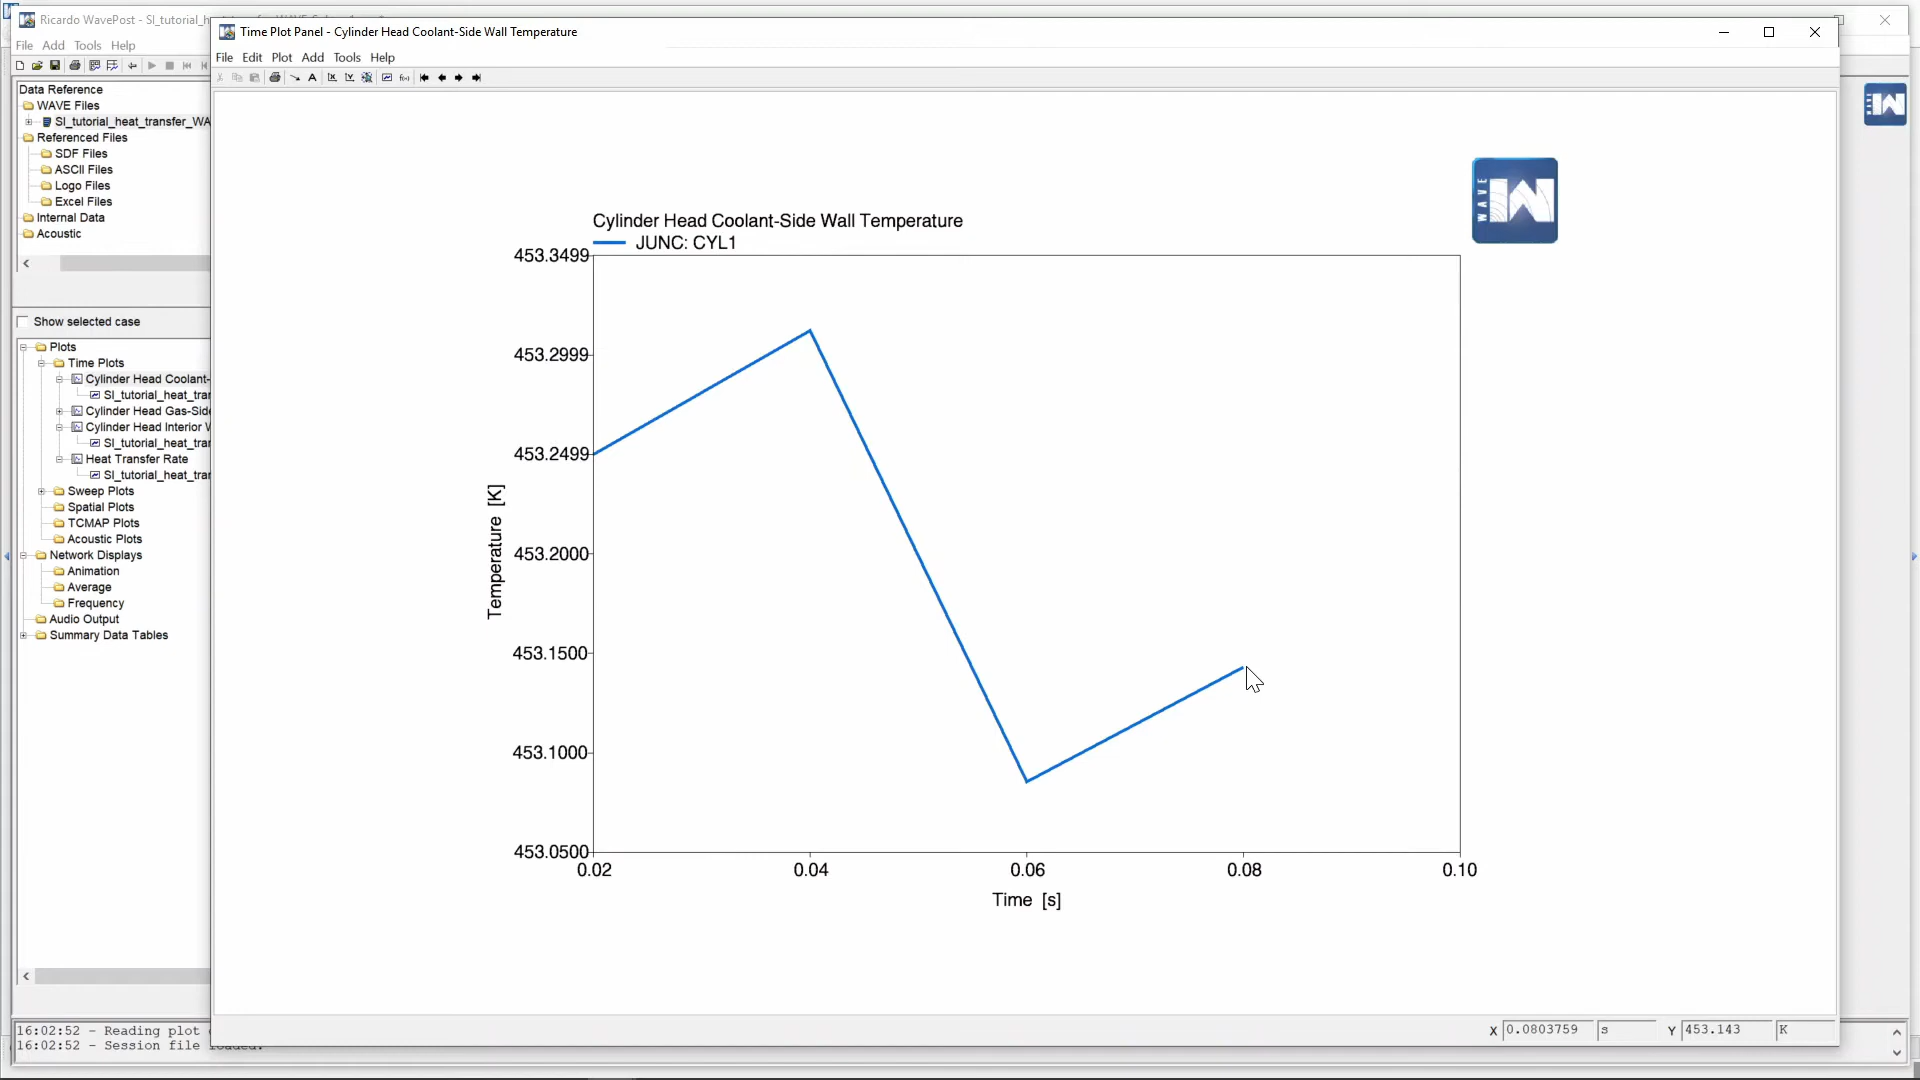 Ricardo WavePost - SI_tutorial_h
Time Plot Panel - Cylinder Head Coolant-Side Wall Temperature
File Add Tools Help
File Edit Plot Add Tools Help
Data Reference
WAVE Files
SI_tutorial_heat_transfer_WA
Referenced Files
SDF Files
ASCII Files
Logo Files
Excel Files
Internal Data
Acoustic
Show selected case
Plots
Time Plots
Cylinder Head Coolant-
SI_tutorial_heat_trar
Cylinder Head Gas-Side
Cylinder Head Interior W
SI_tutorial_heat_trar
Heat Transfer Rate
SI_tutorial_heat_trar
Sweep Plots
Spatial Plots
TCMAP Plots
Acoustic Plots
Network Displays
Animation
Average
Frequency
Audio Output
Summary Data Tables
WAVE
Cylinder Head Coolant-Side Wall Temperature
JUNC: CYL1
453.3499
453.2999
453.2499
453.2000
453.1500
453.1000
453.0500
Temperature [K]
0.02 0.04 0.06 0.08 0.10
Time [s]
X 0.0803759 s Y 453.143 K
16:02:52 - Reading plot
16:02:52 - Session file loaded.